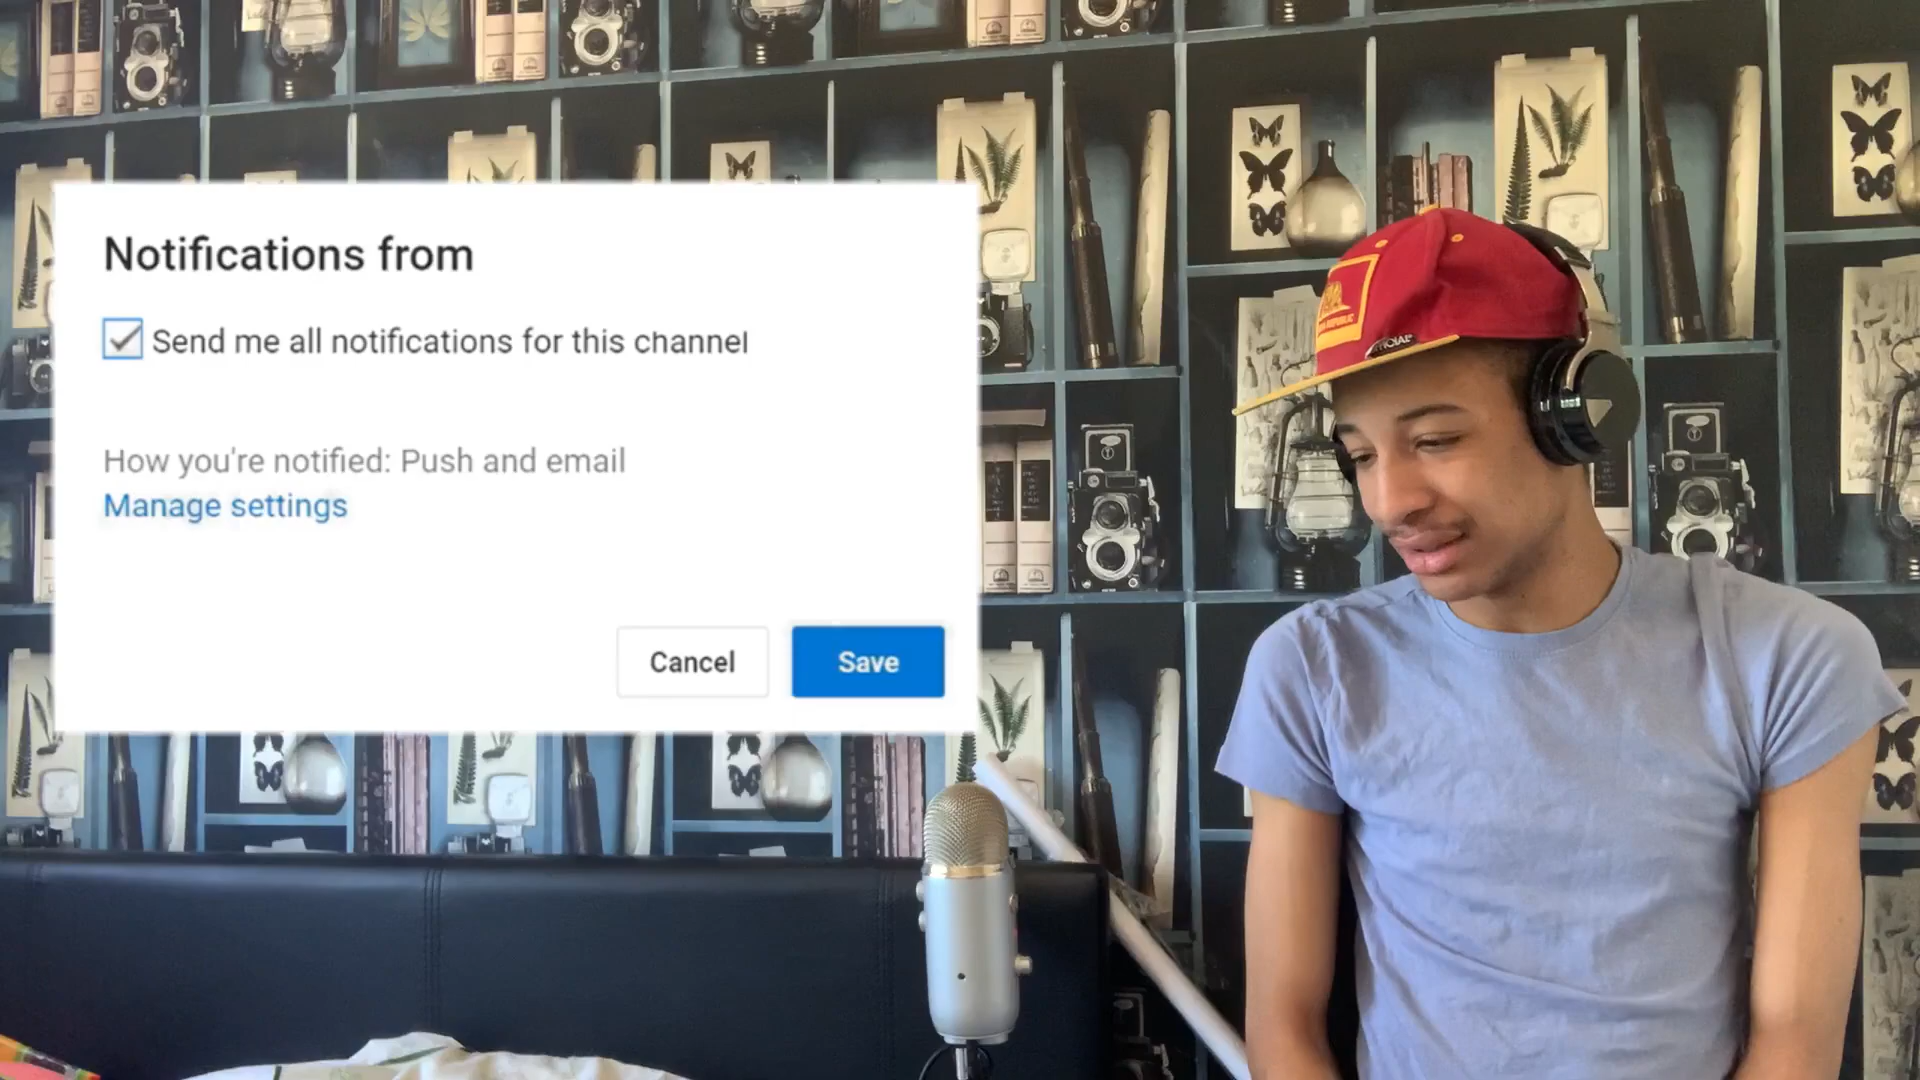 Notifications from
Send me all notifications for this channel
How you're notified: Push and email
Manage settings
Cancel
Save